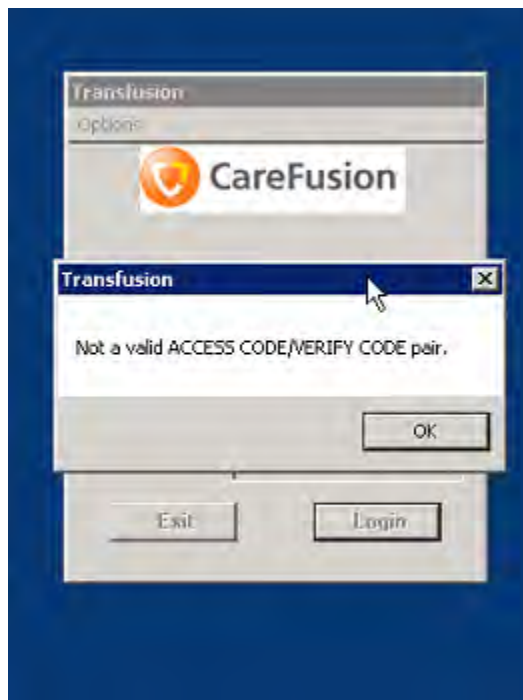 Transfusion
Options
CareFusion
Transfusion
Not a valid ACCESS CODE/VERIFY CODE pair.
OK
Exit
Login